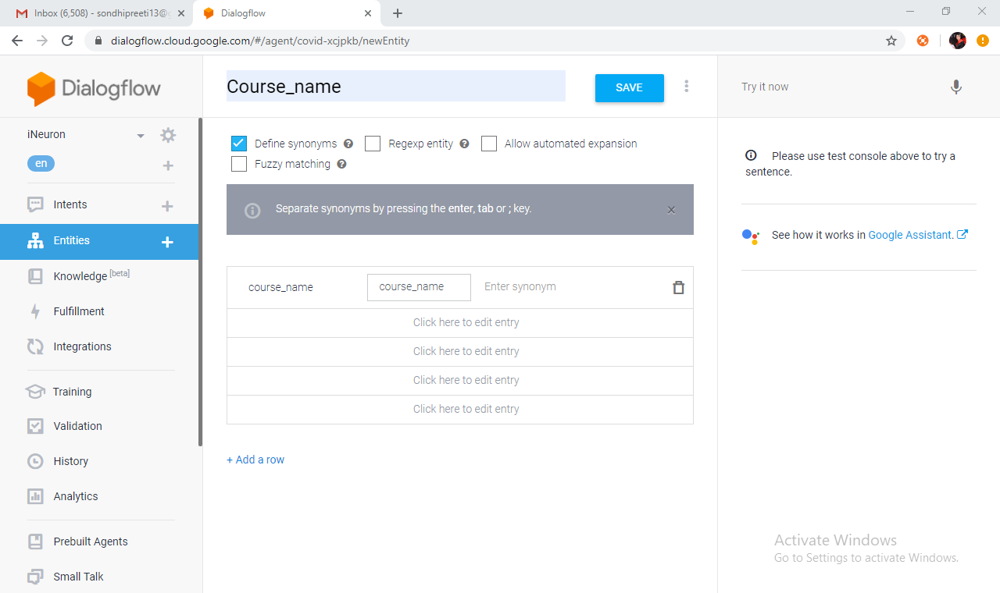 Inbox (6,508) - sondhipreeti13@
Dialogflow
dialogflow.cloud.google.com/#/agent/covid-xcjpkb/newEntity
Dialogflow
Course_name
SAVE
Try it now
iNeuron
en
Define synonyms
Regexp entity
Allow automated expansion
Fuzzy matching
Please use test console above to try a
sentence.
Separate synonyms by pressing the enter, tab or ; key.
Intents
Entities
Knowledge [beta]
Fulfillment
Integrations
Training
Validation
History
Analytics
Prebuilt Agents
Small Talk
See how it works in Google Assistant.
course_name
course_name
Enter synonym
Click here to edit entry
Click here to edit entry
Click here to edit entry
Click here to edit entry
+ Add a row
Activate Windows
Go to Settings to activate Windows.